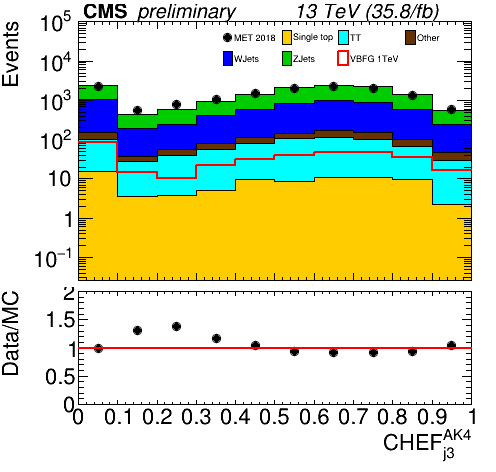 CMS preliminary 13 TeV (35.8/fb)
Events
10^5
10^4
10^3
10^2
10
1
10^-1
MET 2018 Single top TT Other
WJets ZJets VBFG 1TeV
Data/MC
2
1.5
1
0.5
0
0 0.1 0.2 0.3 0.4 0.5 0.6 0.7 0.8 0.9 1
CHEF_j3^AK4